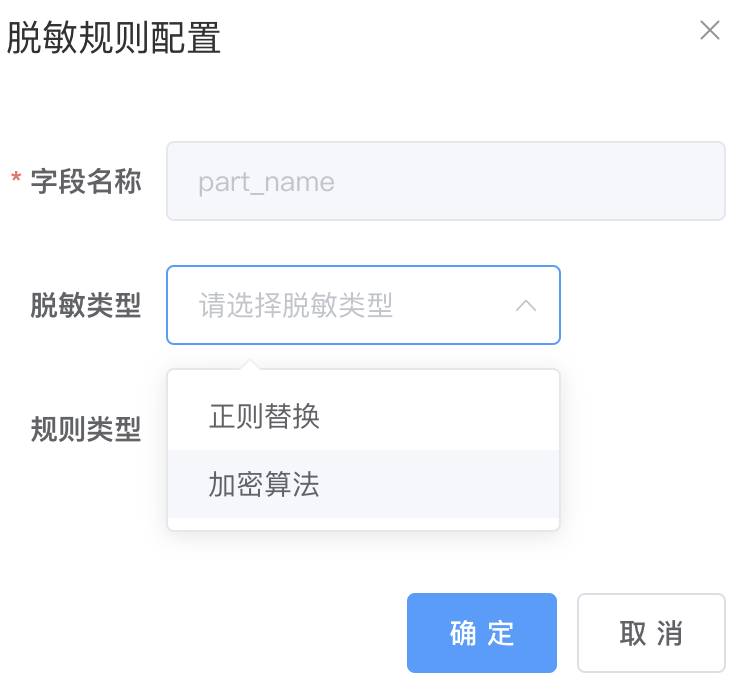 脱敏规则配置
* 字段名称 part_name
脱敏类型 请选择脱敏类型
规则类型
正则替换
加密算法
确 定 取 消